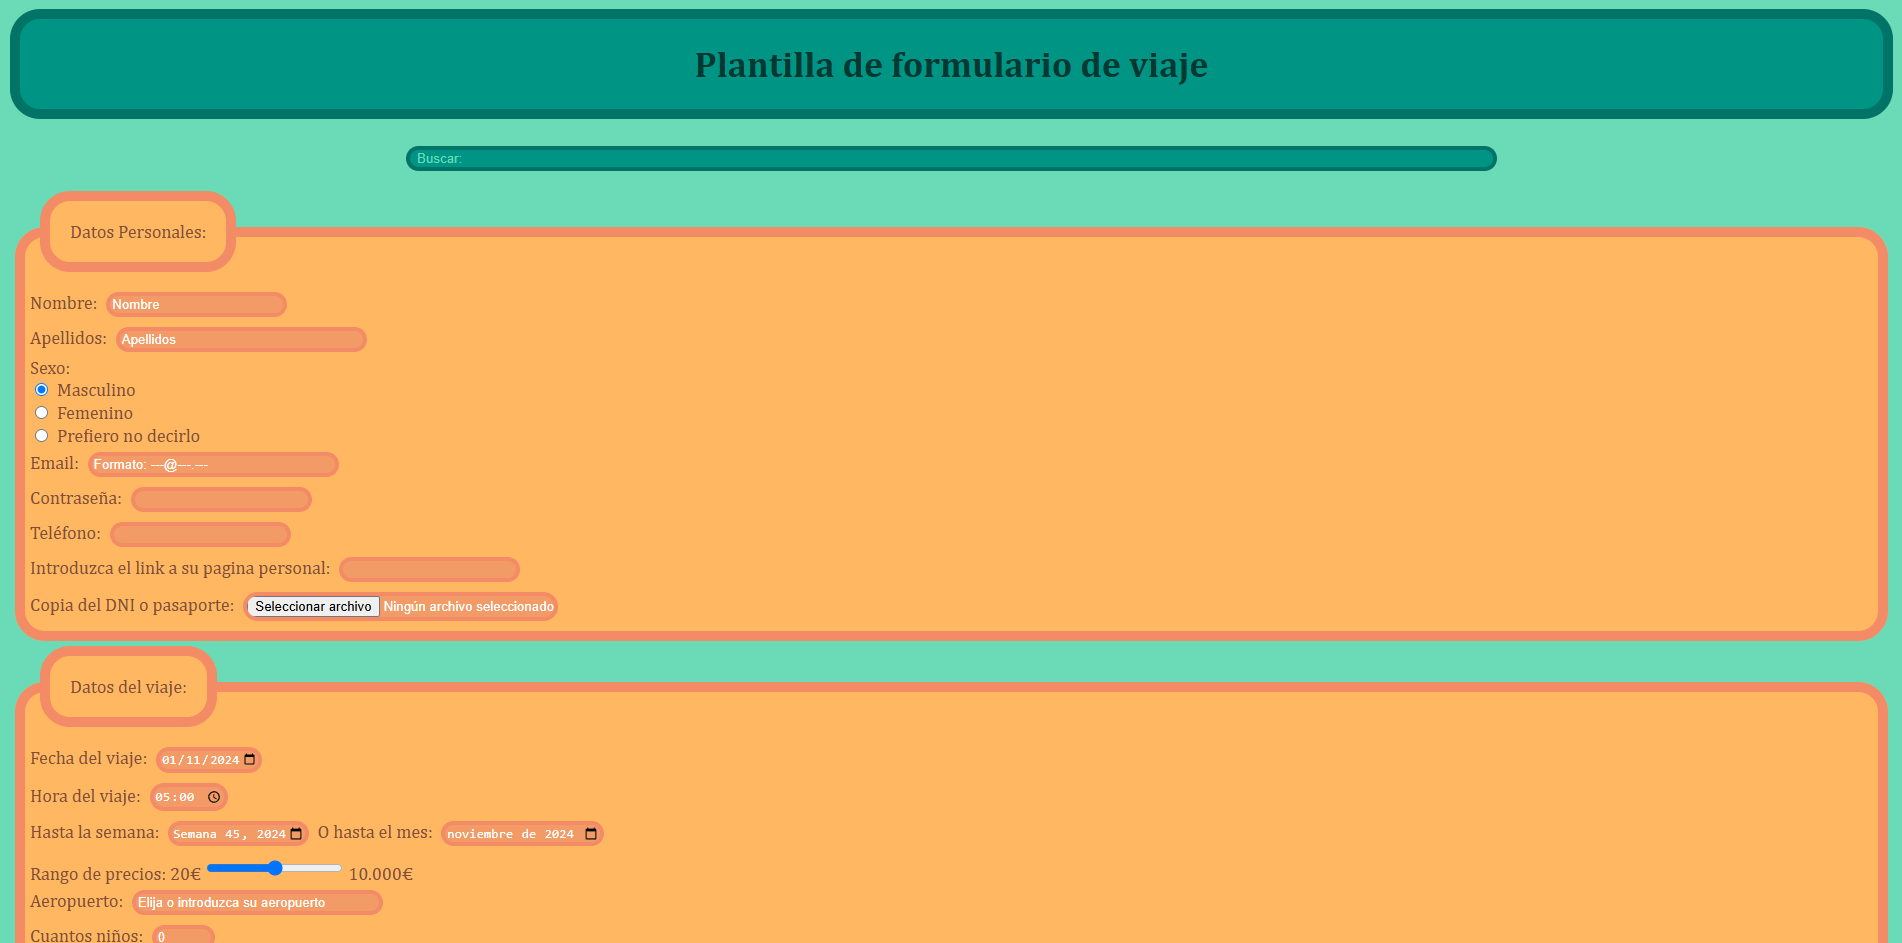 Plantilla de formulario de viaje
Buscar:
Datos Personales:
Nombre: Nombre
Apellidos: Apellidos
Sexo:
Masculino
Femenino
Prefiero no decirlo
Email: Formato: ---@---.---
Contraseña:
Teléfono:
Introduzca el link a su pagina personal:
Copia del DNI o pasaporte: Seleccionar archivo Ningún archivo seleccionado
Datos del viaje:
Fecha del viaje: 01/11/2024
Hora del viaje: 05:00
Hasta la semana: Semana 45, 2024 O hasta el mes: noviembre de 2024
Rango de precios: 20€ 10.000€
Aeropuerto: Elija o introduzca su aeropuerto
Cuantos niños: 0